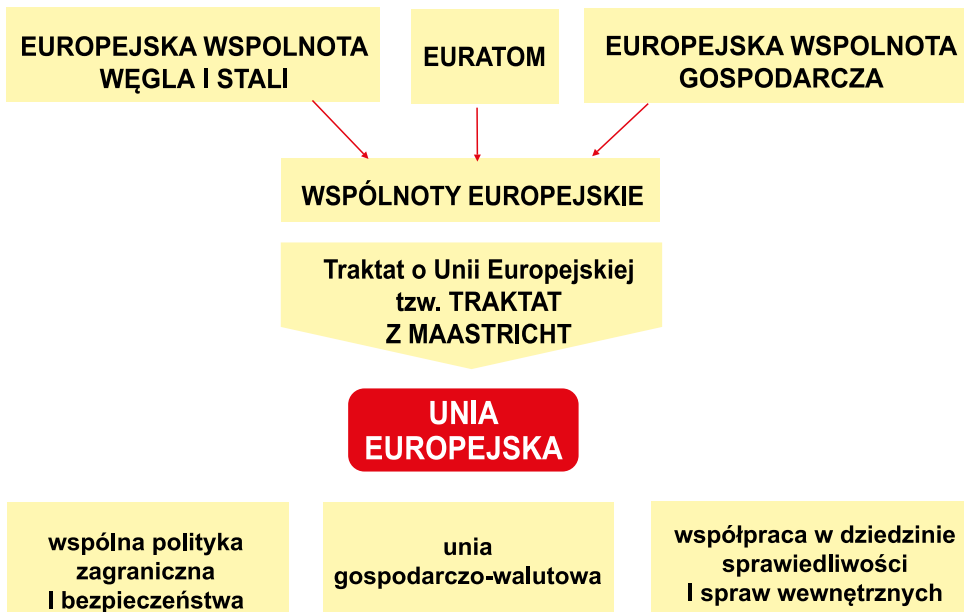 EUROPEJSKA WSPOLNOTA
WĘGLA I STALI
EURATOM
EUROPEJSKA WSPOLNOTA
GOSPODARCZA
WSPÓLNOTY EUROPEJSKIE
Traktat o Unii Europejskiej
tzw. TRAKTAT
Z MAASTRICHT
UNIA
EUROPEJSKA
wspólna polityka
zagraniczna
I bezpieczeństwa
unia
gospodarczo-walutowa
współpraca w dziedzinie
sprawiedliwości
I spraw wewnętrznych